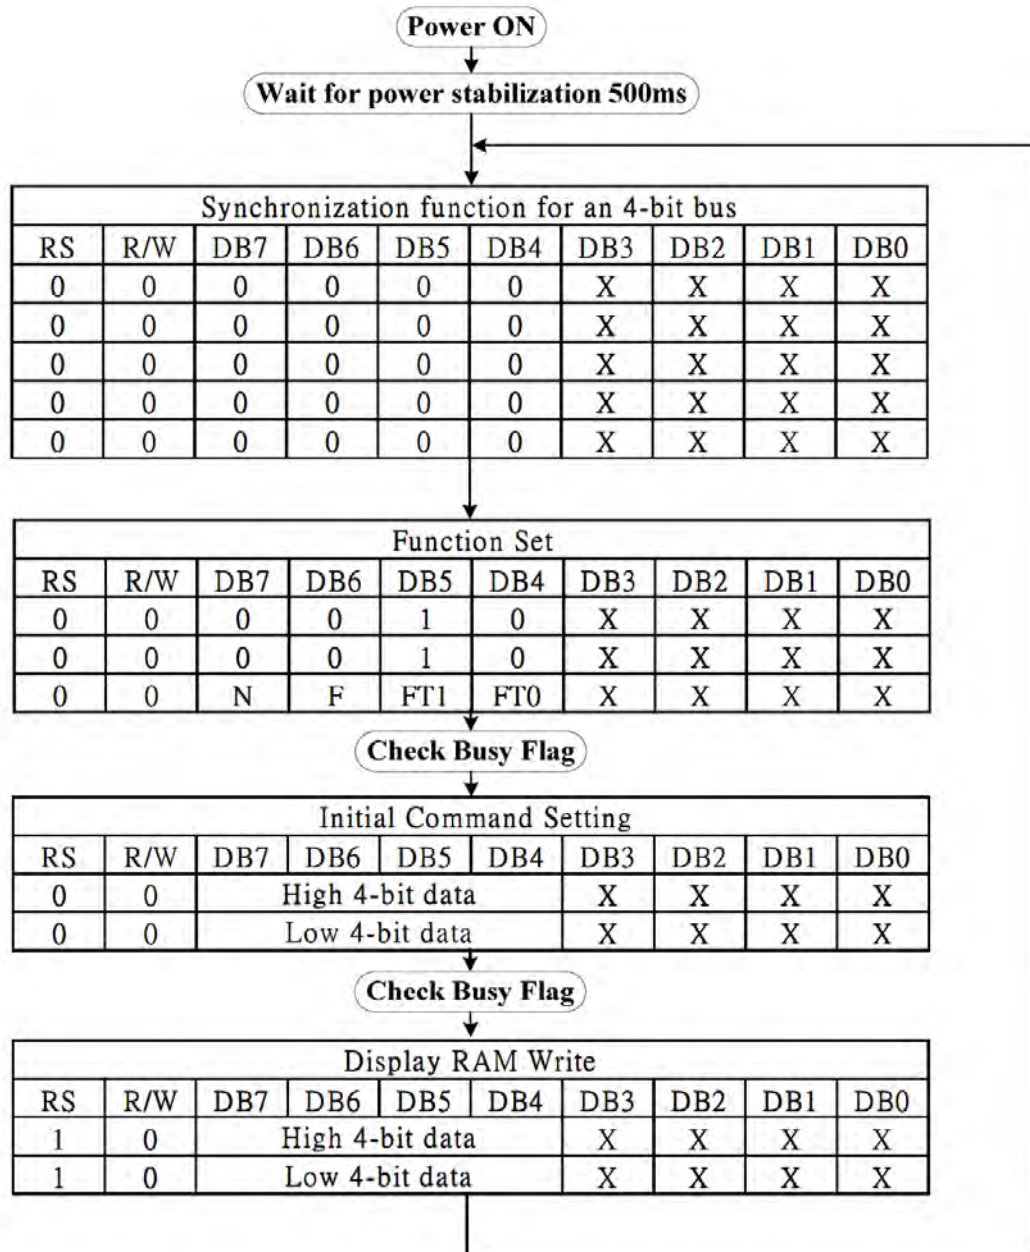 Power ON
Wait for power stabilization 500ms
Synchronization function for an 4-bit bus
RS R/W DB7 DB6 DB5 DB4 DB3 DB2 DB1 DB0
0 0 0 0 0 0 X X X X
0 0 0 0 0 0 X X X X
0 0 0 0 0 0 X X X X
0 0 0 0 0 0 X X X X
0 0 0 0 0 0 X X X X
Function Set
RS R/W DB7 DB6 DB5 DB4 DB3 DB2 DB1 DB0
0 0 0 0 1 0 X X X X
0 0 0 0 1 0 X X X X
0 0 N F FT1 FT0 X X X X
Check Busy Flag
Initial Command Setting
RS R/W DB7 DB6 DB5 DB4 DB3 DB2 DB1 DB0
0 0 High 4-bit data X X X X
0 0 Low 4-bit data X X X X
Check Busy Flag
Display RAM Write
RS R/W DB7 DB6 DB5 DB4 DB3 DB2 DB1 DB0
1 0 High 4-bit data X X X X
1 0 Low 4-bit data X X X X